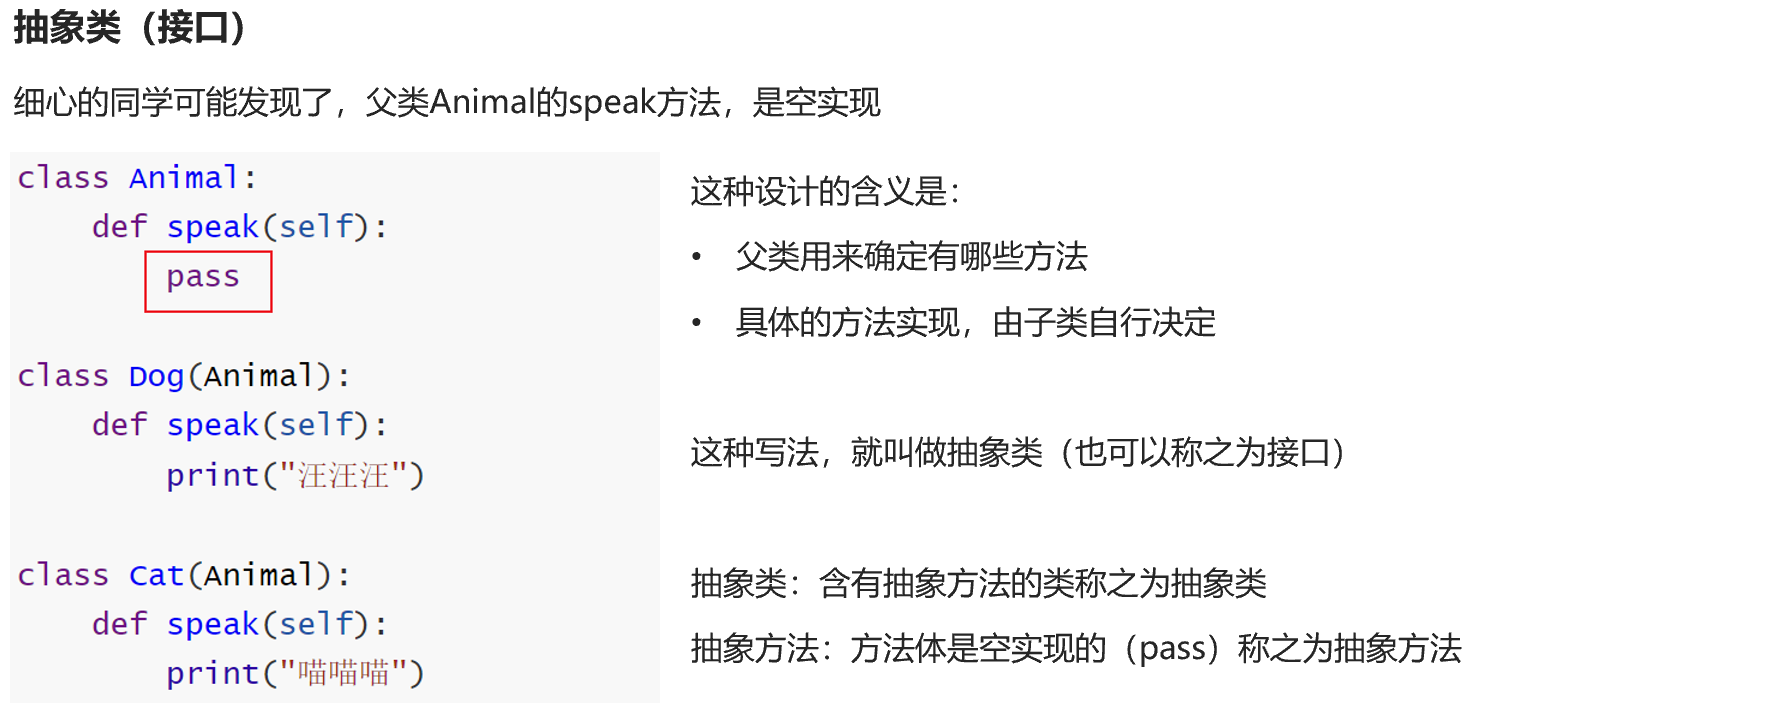 抽象类（接口）
细心的同学可能发现了，父类Animal的speak方法，是空实现
class Animal:
    def speak(self):
        pass
class Dog(Animal):
    def speak(self):
        print("汪汪汪")
class Cat(Animal):
    def speak(self):
        print("喵喵喵")
这种设计的含义是：
• 父类用来确定有哪些方法
• 具体的方法实现，由子类自行决定
这种写法，就叫做抽象类（也可以称之为接口）
抽象类：含有抽象方法的类称之为抽象类
抽象方法：方法体是空实现的（pass）称之为抽象方法